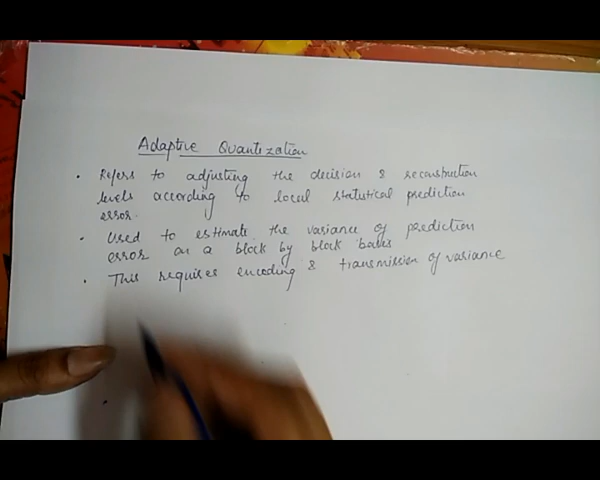 Adaptive Quantization
• Refers to adjusting the decision & reconstruction
levels according to local statistical prediction
error.
• Used to estimate the variance of prediction
error on a block by block basis
• This requires encoding & transmission of variance